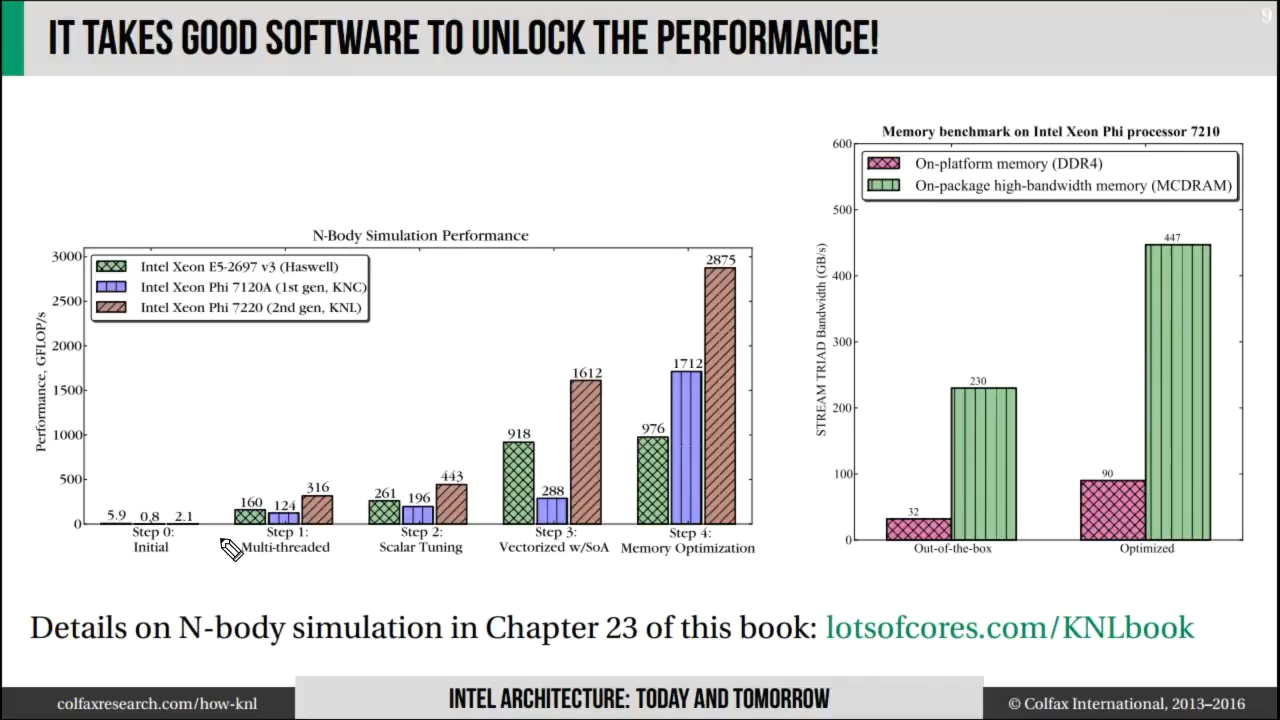 9
IT TAKES GOOD SOFTWARE TO UNLOCK THE PERFORMANCE!
N-Body Simulation Performance
Performance, GFLOP/s
3000
2500
2000
1500
1000
500
0
Intel Xeon E5-2697 v3 (Haswell)
Intel Xeon Phi 7120A (1st gen, KNC)
Intel Xeon Phi 7220 (2nd gen, KNL)
5.9 0.8 2.1
160 124 316
261 196 443
918 288 1612
976 1712 2875
Step 0:
Initial
Step 1:
Multi-threaded
Step 2:
Scalar Tuning
Step 3:
Vectorized w/SoA
Step 4:
Memory Optimization
Memory benchmark on Intel Xeon Phi processor 7210
STREAM TRIAD Bandwidth (GB/s)
600
500
400
300
200
100
0
On-platform memory (DDR4)
On-package high-bandwidth memory (MCDRAM)
32 230
90 447
Out-of-the-box
Optimized
Details on N-body simulation in Chapter 23 of this book: lotsofcores.com/KNLbook
colfaxresearch.com/how-knl
INTEL ARCHITECTURE: TODAY AND TOMORROW
© Colfax International, 2013–2016